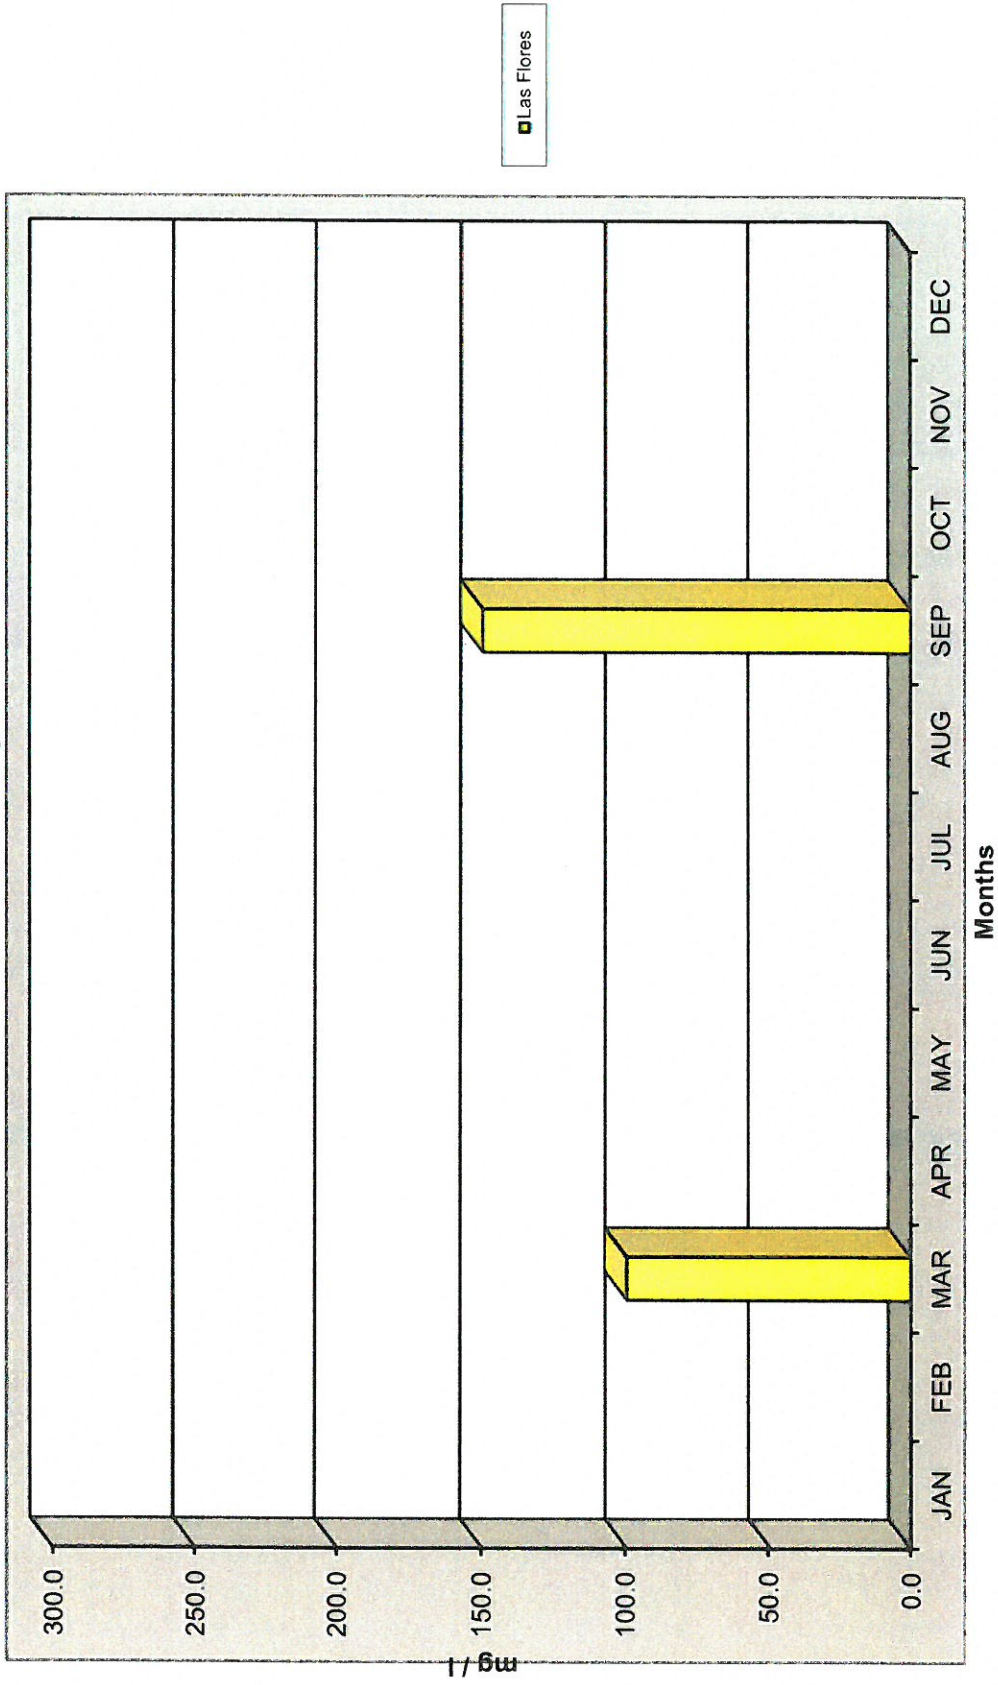 300.0
250.0
200.0
150.0
100.0
50.0
0.0
mg / l
JAN FEB MAR APR MAY JUN JUL AUG SEP OCT NOV DEC
Months
Las Flores